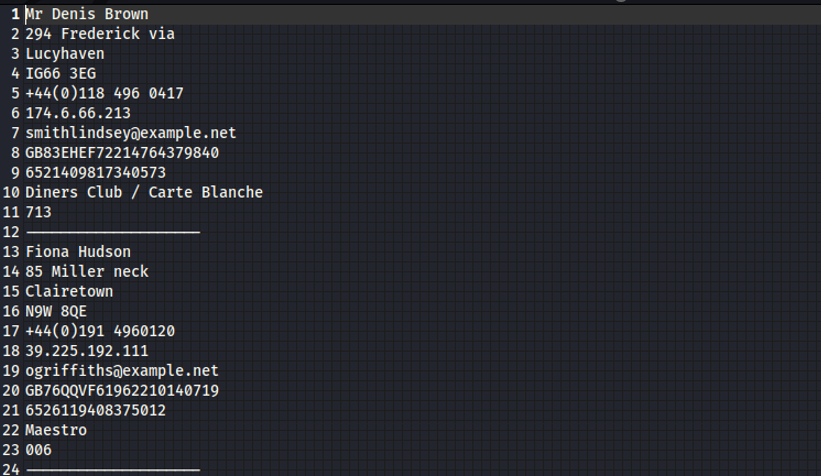 1 Mr Denis Brown
2 294 Frederick via
3 Lucyhaven
4 IG66 3EG
5 +44(0)118 496 0417
6 174.6.66.213
7 smithlindsey@example.net
8 GB83EHEF72214764379840
9 6521409817340573
10 Diners Club / Carte Blanche
11 713
12 --------------------
13 Fiona Hudson
14 85 Miller neck
15 Clairetown
16 N9W 8QE
17 +44(0)191 4960120
18 39.225.192.111
19 ogriffiths@example.net
20 GB76QQVF61962210140719
21 6526119408375012
22 Maestro
23 006
24 --------------------